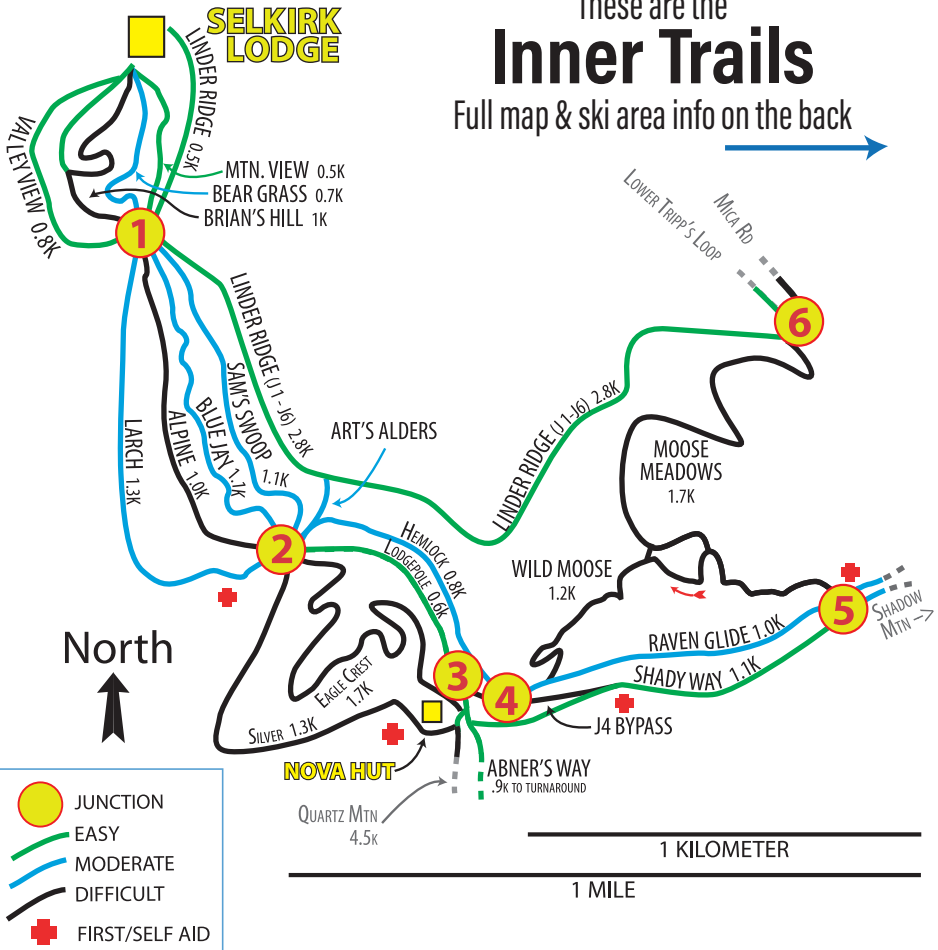 These are the
Inner Trails
Full map & ski area info on the back
SELKIRK
LODGE
LINDER RIDGE 0.5K
VALLEY VIEW 0.8K
MTN. VIEW 0.5K
BEAR GRASS 0.7K
BRIAN'S HILL 1K
1
LOWER TRIPP'S LOOP
MICA RD
6
LINDER RIDGE (J1-J6) 2.8K
LINDER RIDGE (J1-J6) 2.8K
SAM'S SWOOP
1.1K
BLUE JAY 1.1K
ALPINE 1.0K
LARCH 1.3K
ART'S ALDERS
MOOSE
MEADOWS
1.7K
2
HEMLOCK 0.8K
LODGEPOLE 0.6K
WILD MOOSE
1.2K
5
SHADOW
MTN –>
RAVEN GLIDE 1.0K
SHADY WAY 1.1K
North
EAGLE CREST
1.7K
3
4
J4 BYPASS
SILVER 1.3K
NOVA HUT
ABNER'S WAY
.9K TO TURNAROUND
QUARTZ MTN
4.5K
JUNCTION
EASY
MODERATE
DIFFICULT
FIRST/SELF AID
1 KILOMETER
1 MILE